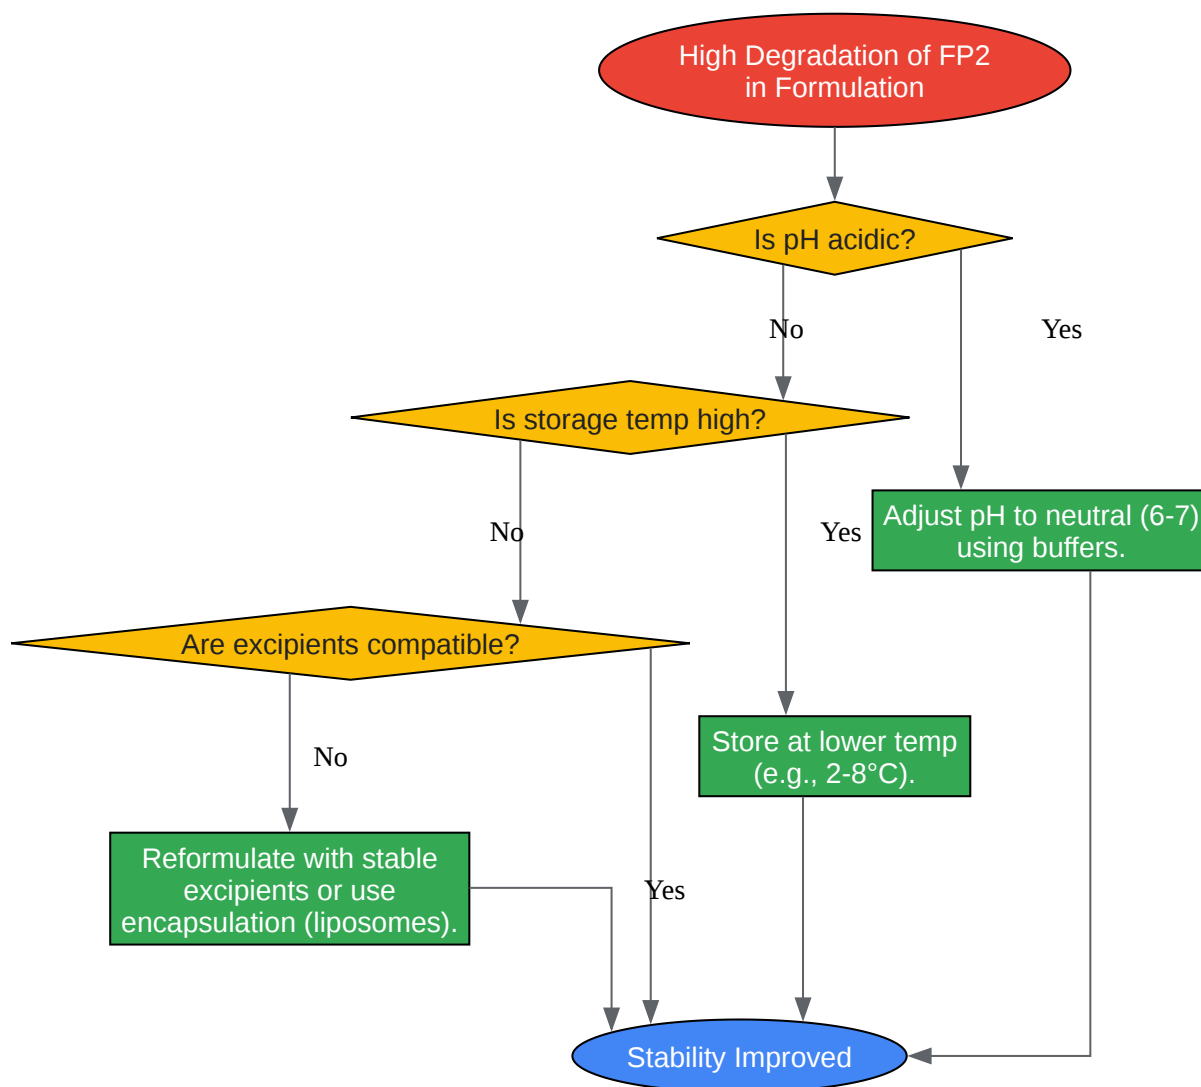 High Degradation of FP2
in Formulation
Is pH acidic?
No
Yes
Is storage temp high?
No
Yes
Adjust pH to neutral (6-7)
using buffers.
Are excipients compatible?
No
Yes
Store at lower temp
(e.g., 2-8°C).
Reformulate with stable
excipients or use
encapsulation (liposomes).
Stability Improved